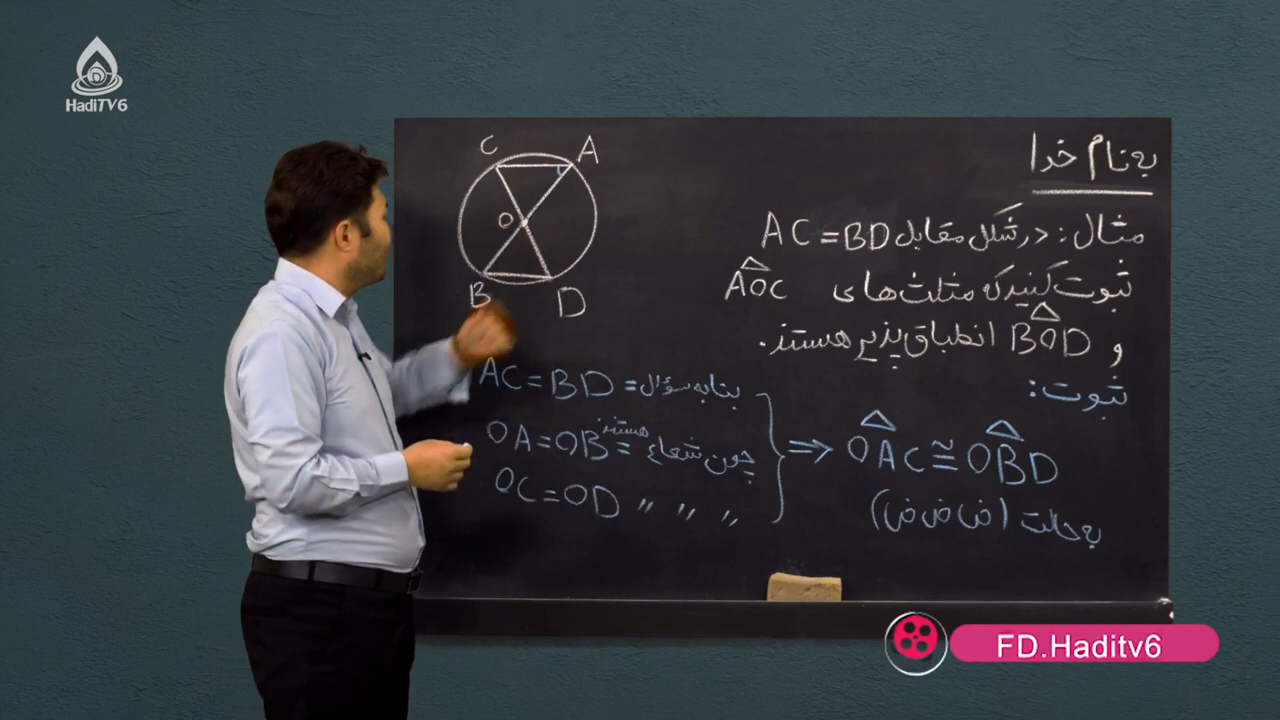 HadiTV6
به نام خدا
مثال: در شکل مقابل AC = BD
ثبوت کنید که مثلث های AOC
و BOD انطباق پذیر هستند.
ثبوت:
C A
O
B D
AC = BD = بنا به سؤال
OA = OB = چون شعاع هستند
OC = OD 〃 〃 〃
} ⇒ OAC ≅ OBD
به حالت (ض ض ض)
FD.Haditv6